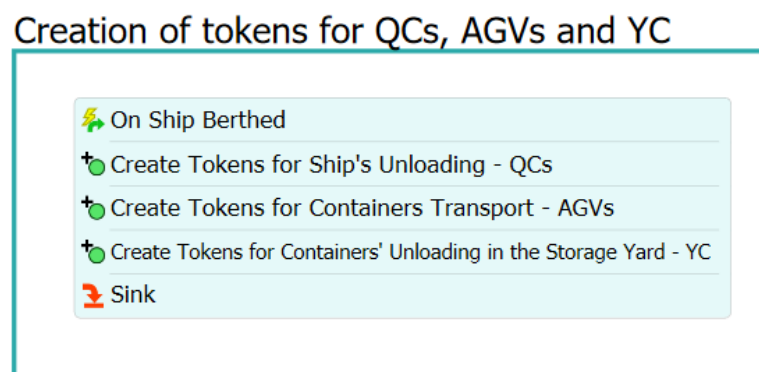 Creation of tokens for QCs, AGVs and YC
On Ship Berthed
Create Tokens for Ship's Unloading - QCs
Create Tokens for Containers Transport - AGVs
Create Tokens for Containers' Unloading in the Storage Yard - YC
Sink